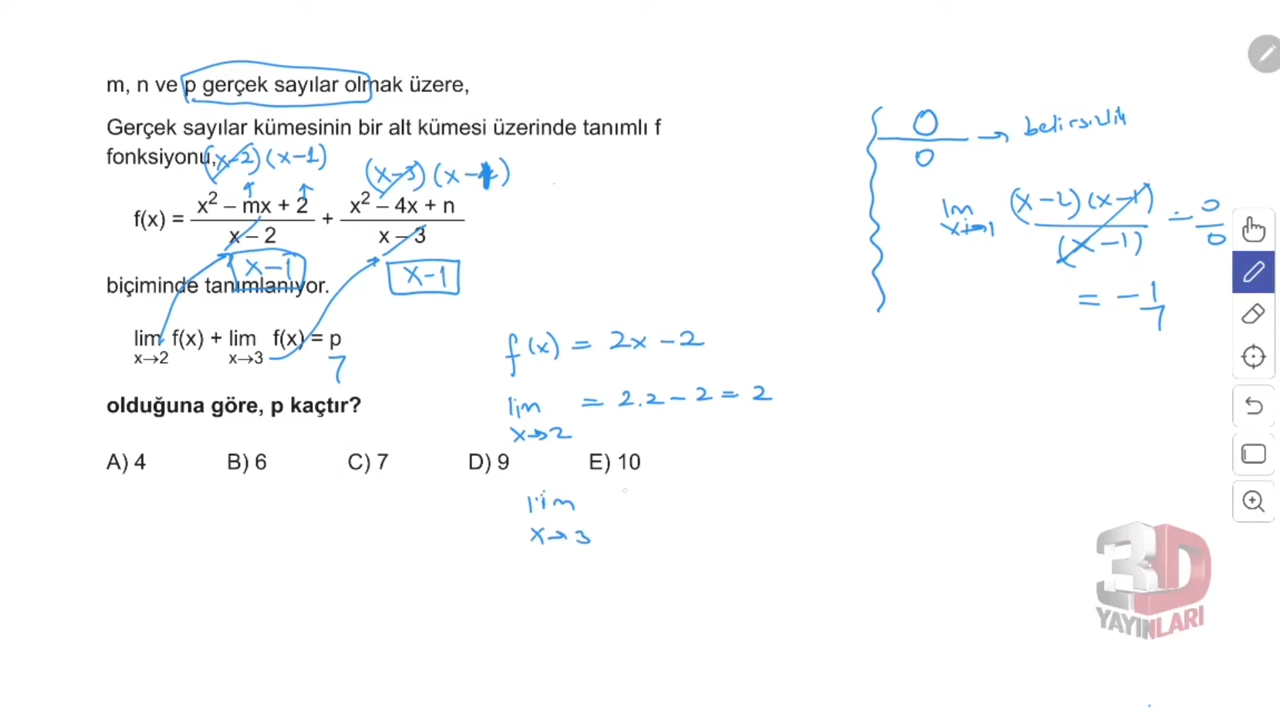 m, n ve p gerçek sayılar olmak üzere,
Gerçek sayılar kümesinin bir alt kümesi üzerinde tanımlı f
fonksiyonu,
(x-2)(x-1) (x-3)(x-1)
f(x) = x² – mx + 2 / x – 2 + x² – 4x + n / x – 3
x-1 x-1
biçiminde tanımlanıyor.
lim x→2 f(x) + lim x→3 f(x) = p
7
olduğuna göre, p kaçtır?
A) 4 B) 6 C) 7 D) 9 E) 10
f(x) = 2x - 2
lim x→2 = 2.2 - 2 = 2
lim x→3
0/0 → belirsizlik
lim x→1 (x-2)(x-1) / (x-1) = 0/0
= -1/7
3D
YAYINLARI